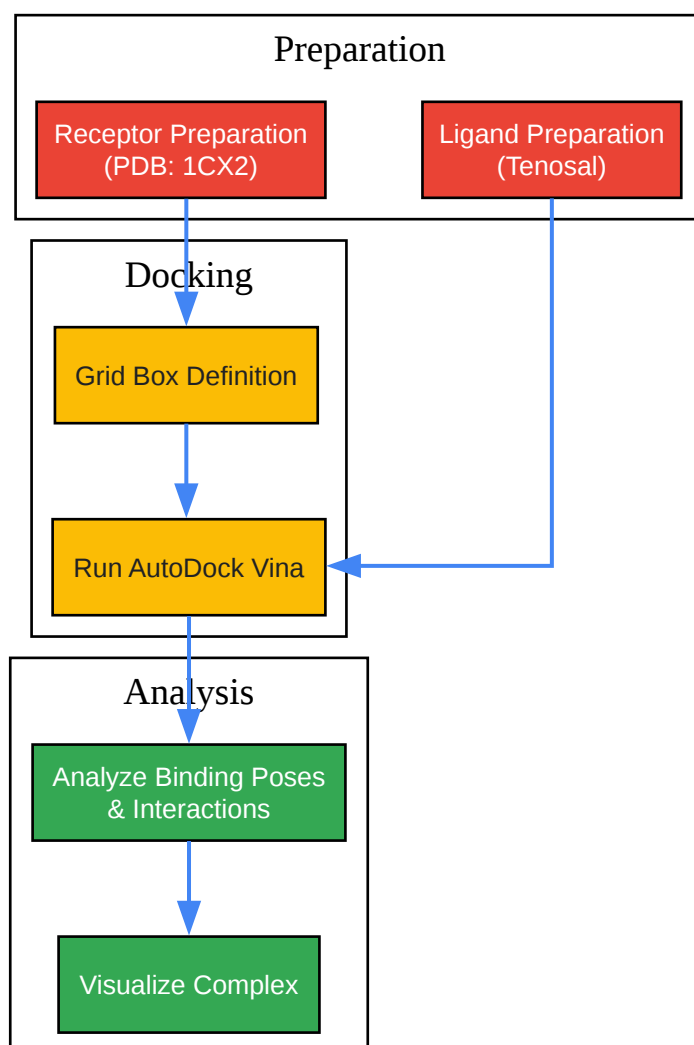 Preparation
Receptor Preparation
(PDB: 1CX2)
Ligand Preparation
(Tenosal)
Docking
Grid Box Definition
Run AutoDock Vina
Analysis
Analyze Binding Poses
& Interactions
Visualize Complex